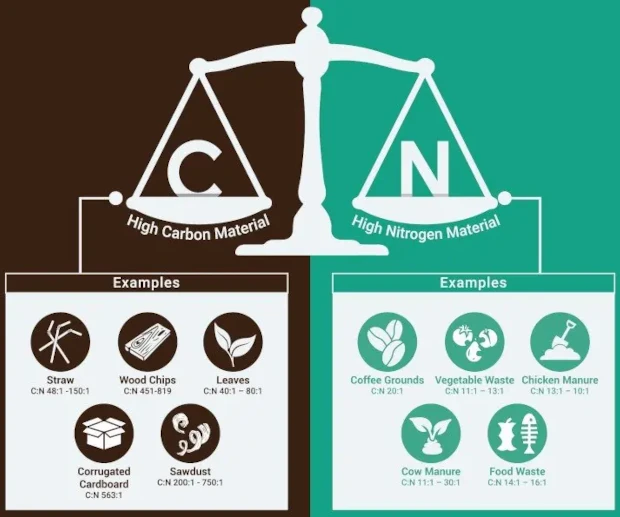 C
N
High Carbon Material
High Nitrogen Material
Examples
Straw
C:N 48:1 -150:1
Wood Chips
C:N 451-819
Leaves
C:N 40:1 – 80:1
Corrugated
Cardboard
C:N 563:1
Sawdust
C:N 200:1 - 750:1
Examples
Coffee Grounds
C:N 20:1
Vegetable Waste
C:N 11:1 – 13:1
Chicken Manure
C:N 13:1 – 10:1
Cow Manure
C:N 11:1 – 30:1
Food Waste
C:N 14:1 – 16:1